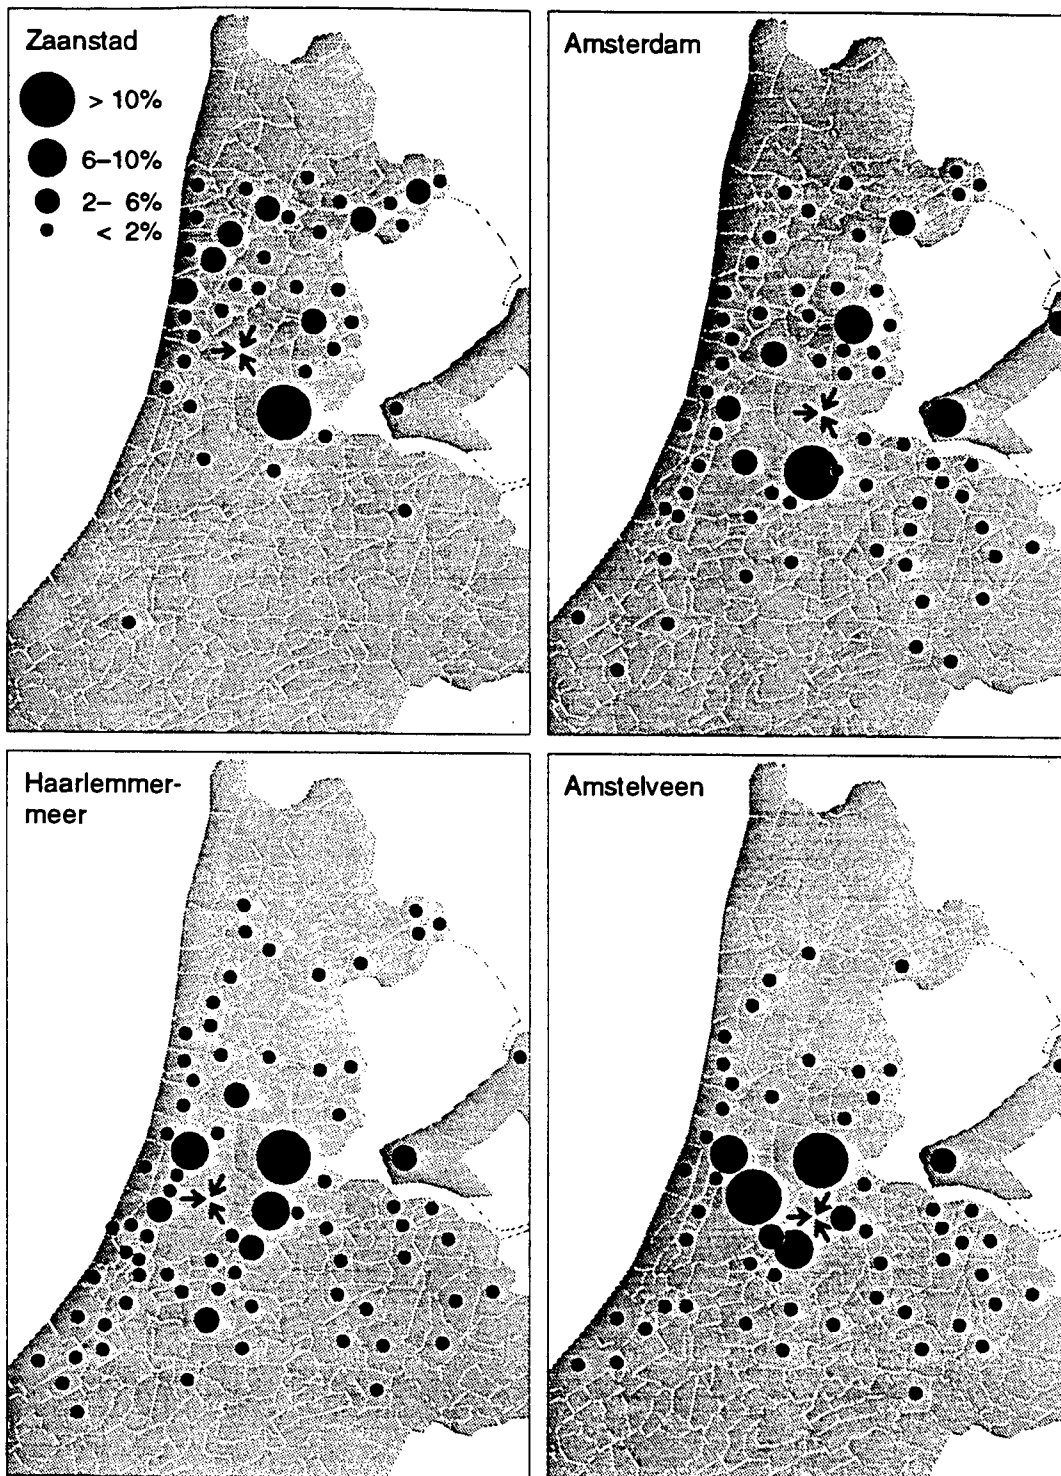 Zaanstad
> 10%
6–10%
2– 6%
< 2%
Amsterdam
Haarlemmer-
meer
Amstelveen